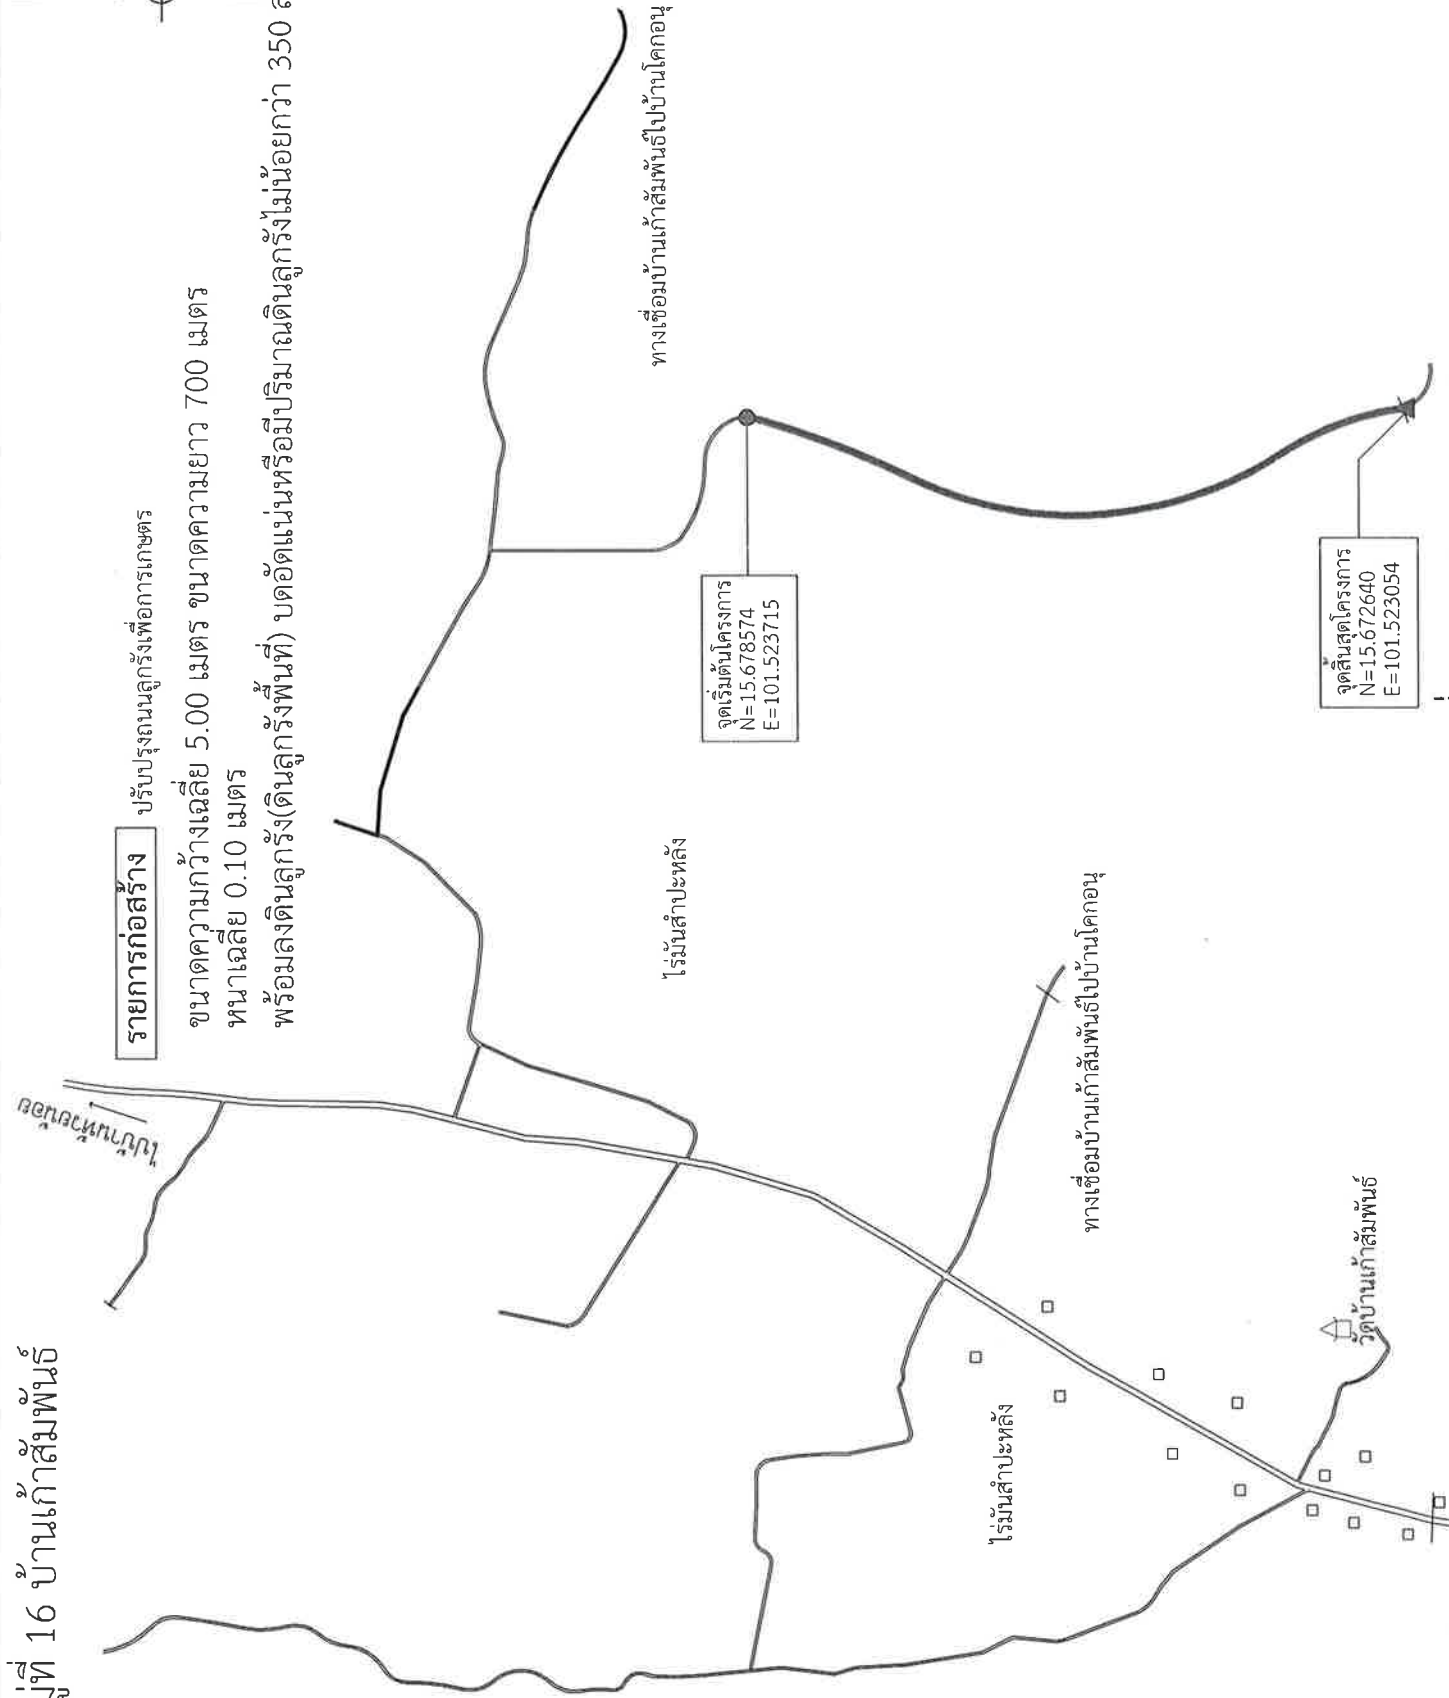 หมู่ที่ 16 บ้านเก้าสัมพันธ์
รายการก่อสร้าง
ปรับปรุงถนนลูกรังเพื่อการเกษตร
ขนาดความกว้างเฉลี่ย 5.00 เมตร ขนาดความยาว 700 เมตร
หนาเฉลี่ย 0.10 เมตร
พร้อมลงดินลูกรัง(ดินลูกรังพื้นที่) บดอัดแน่นหรือมีปริมาณดินลูกรังไม่น้อยกว่า 350
ไปบ้านห้วยน้อย
ทางเชื่อมบ้านเก้าสัมพันธ์ไปบ้านโคกอนุ
ไร่มันสำปะหลัง
จุดเริ่มต้นโครงการ
N=15.678574
E=101.523715
ไร่มันสำปะหลัง
ทางเชื่อมบ้านเก้าสัมพันธ์ไปบ้านโคกอนุ
วัดบ้านเก้าสัมพันธ์
จุดสิ้นสุดโครงการ
N=15.672640
E=101.523054